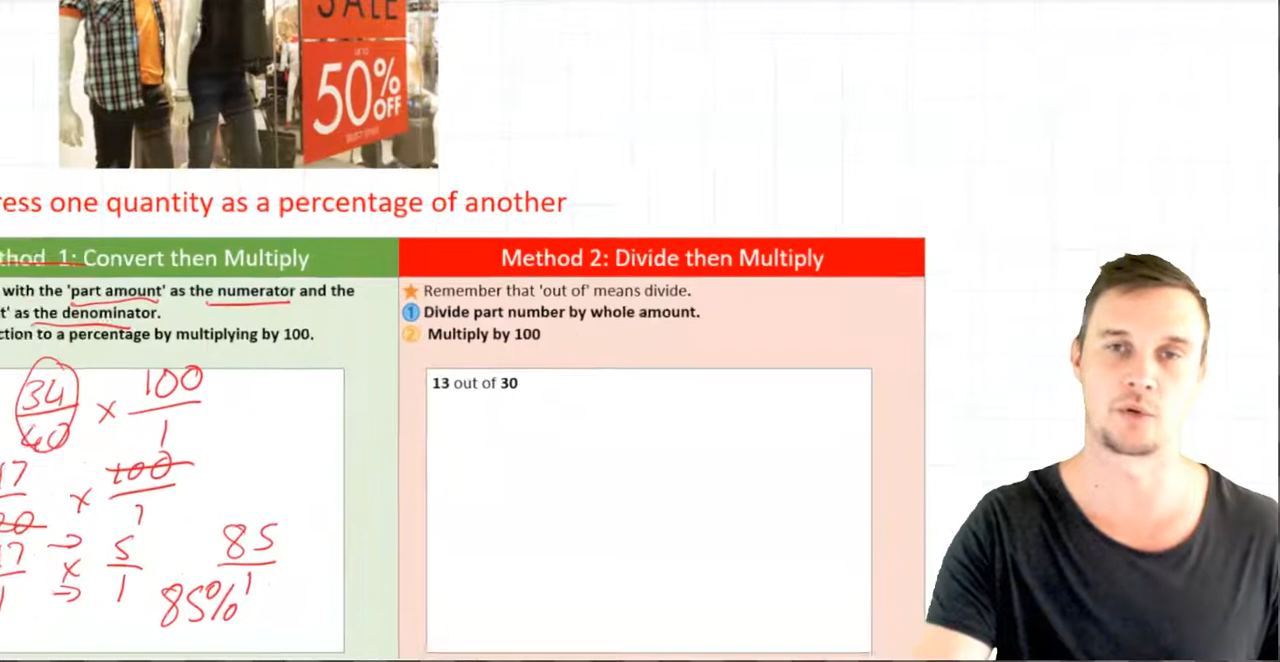 SALE
UP TO
50% OFF
ress one quantity as a percentage of another
thod 1: Convert then Multiply
with the 'part amount' as the numerator and the
t' as the denominator.
ction to a percentage by multiplying by 100.
34/40 × 100/1
17/20 × 100/1
17/1 × 5/1 85/1
85%
Method 2: Divide then Multiply
Remember that 'out of' means divide.
1 Divide part number by whole amount.
2 Multiply by 100
13 out of 30